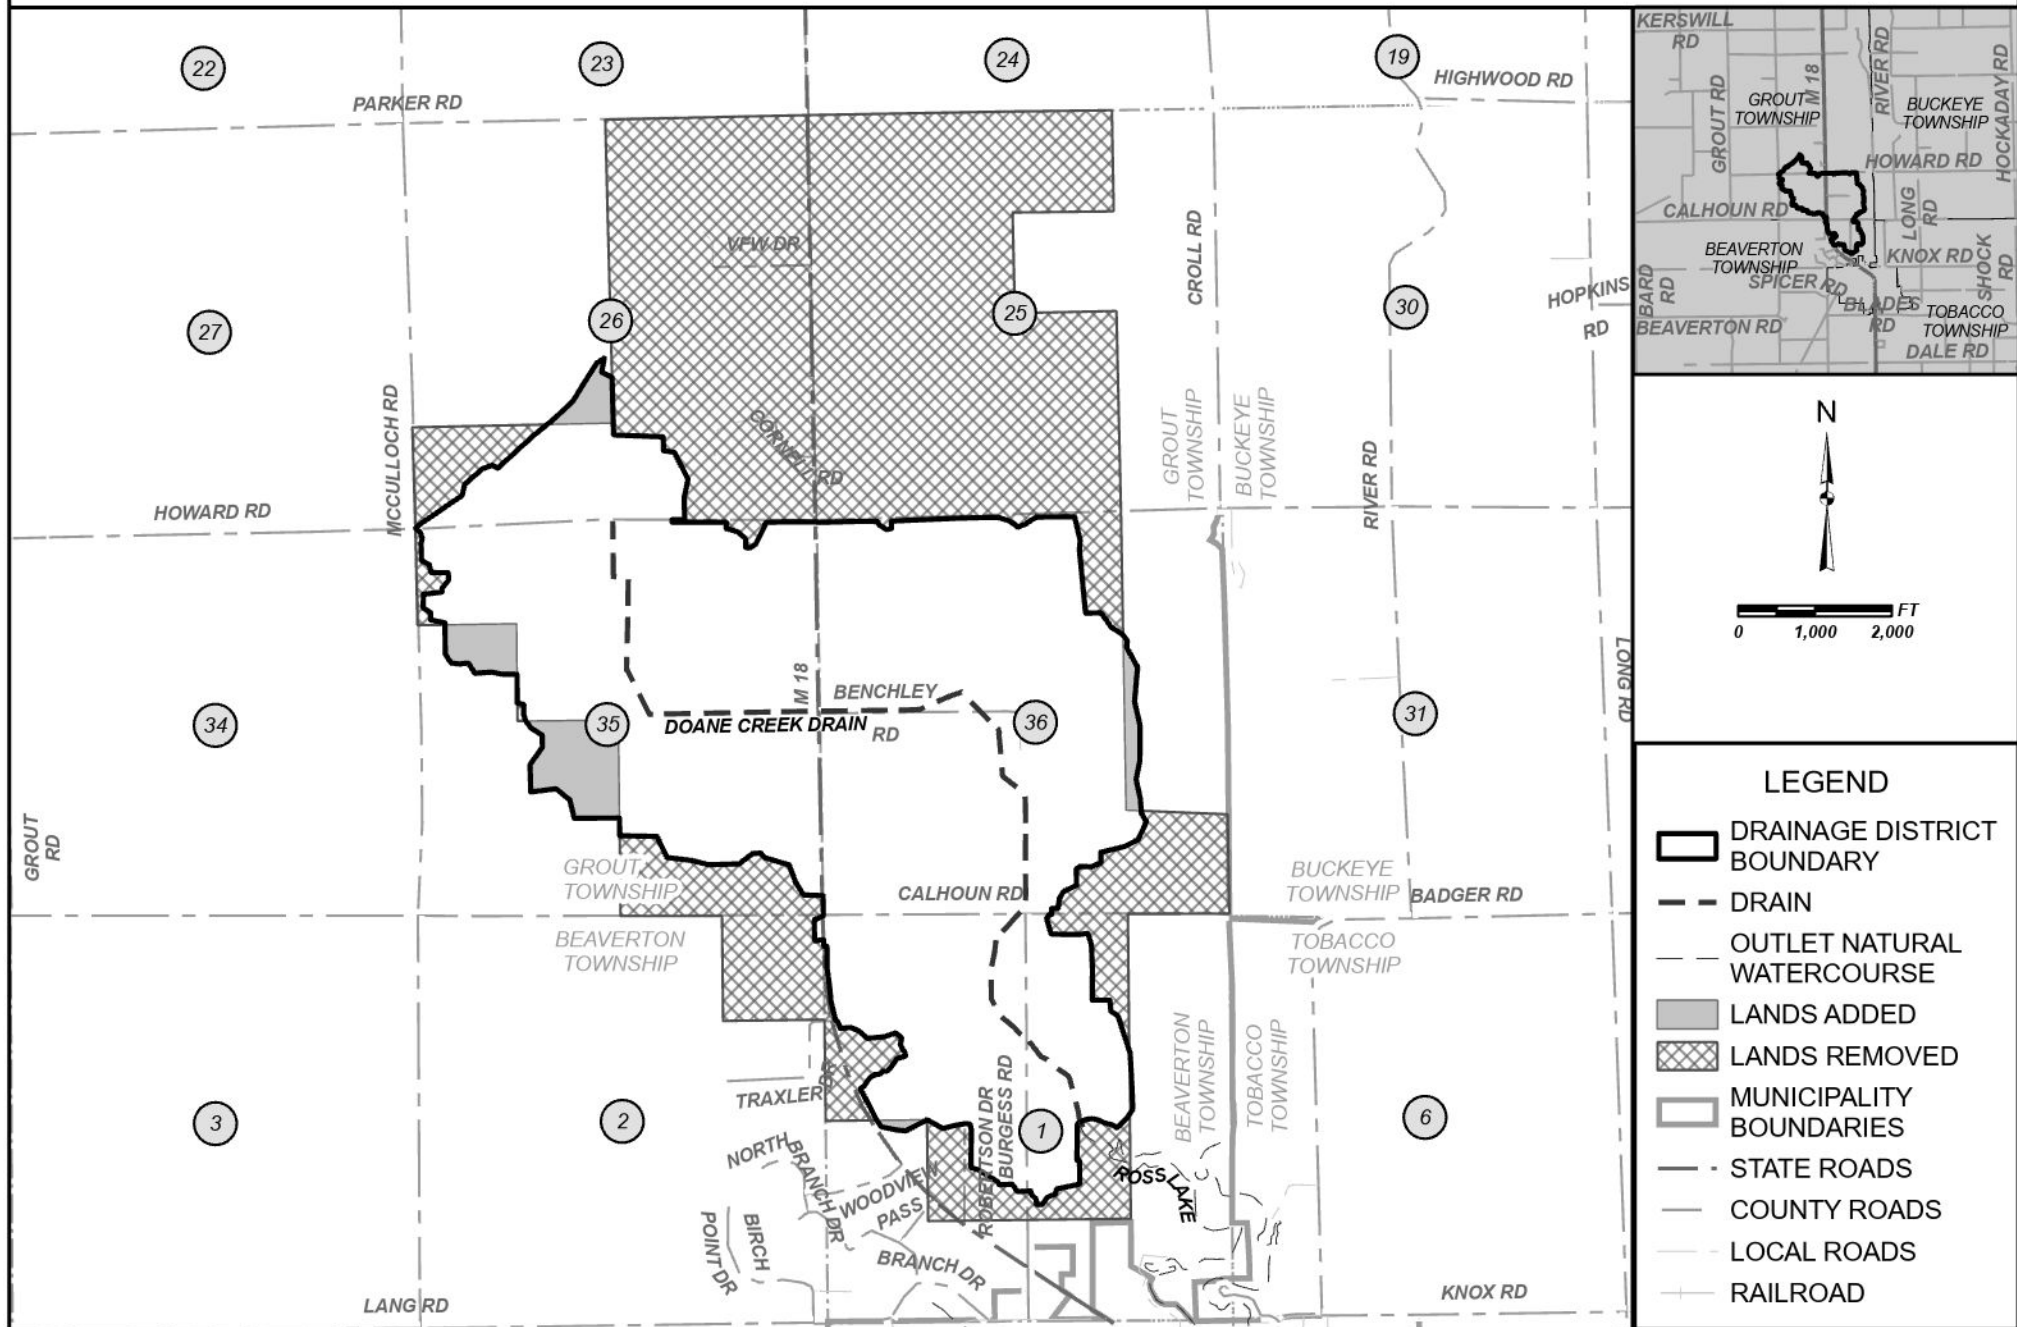 22
23
24
19
HIGHWOOD RD
PARKER RD
VFW DR
CROLL RD
HOPKINS
RD
27
26
25
30
MCCULLOCH RD
CORNELL RD
GROUT
TOWNSHIP
BUCKEYE
TOWNSHIP
RIVER RD
HOWARD RD
LONG RD
34
35
36
31
M 18
BENCHLEY
RD
DOANE CREEK DRAIN
GROUT
RD
GROUT
TOWNSHIP
CALHOUN RD
BUCKEYE
TOWNSHIP
BADGER RD
BEAVERTON
TOWNSHIP
TOBACCO
TOWNSHIP
BEAVERTON
TOWNSHIP
TOBACCO
TOWNSHIP
3
2
1
6
TRAXLER DR
ROBERTSON DR
BURGESS RD
NORTH
BRANCH DR
WOODVIEW
PASS
ROSS LAKE
BIRCH
POINT DR
BRANCH DR
LANG RD
KNOX RD
KERSWILL
RD
GROUT RD
M 18
RIVER RD
HOCKADAY RD
GROUT
TOWNSHIP
BUCKEYE
TOWNSHIP
HOWARD RD
CALHOUN RD
LONG
RD
BEAVERTON
TOWNSHIP
KNOX RD
SHOCK
RD
BARD
RD
SPICER RD
BLADES
RD
BEAVERTON RD
TOBACCO
TOWNSHIP
DALE RD
N
FT
0 1,000 2,000
LEGEND
DRAINAGE DISTRICT
BOUNDARY
DRAIN
OUTLET NATURAL
WATERCOURSE
LANDS ADDED
LANDS REMOVED
MUNICIPALITY
BOUNDARIES
STATE ROADS
COUNTY ROADS
LOCAL ROADS
RAILROAD